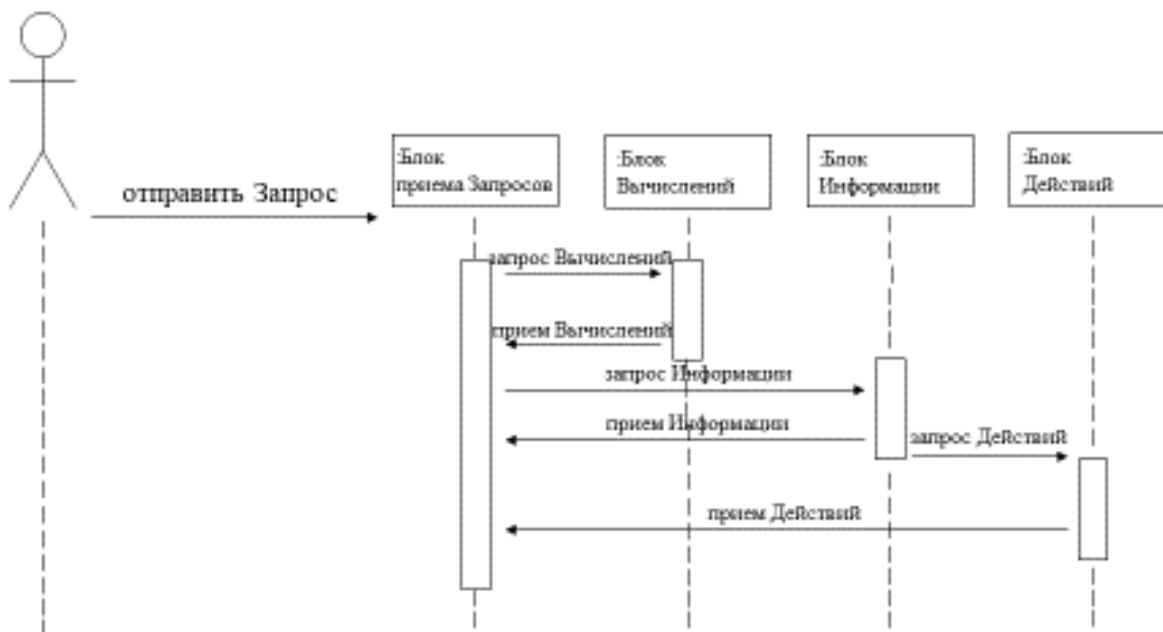 :Блок
приема Запросов
:Блок
Вычислений
:Блок
Информации
:Блок
Действий
отправить Запрос
запрос Вычислений
прием Вычислений
запрос Информации
прием Информации
запрос Действий
прием Действий